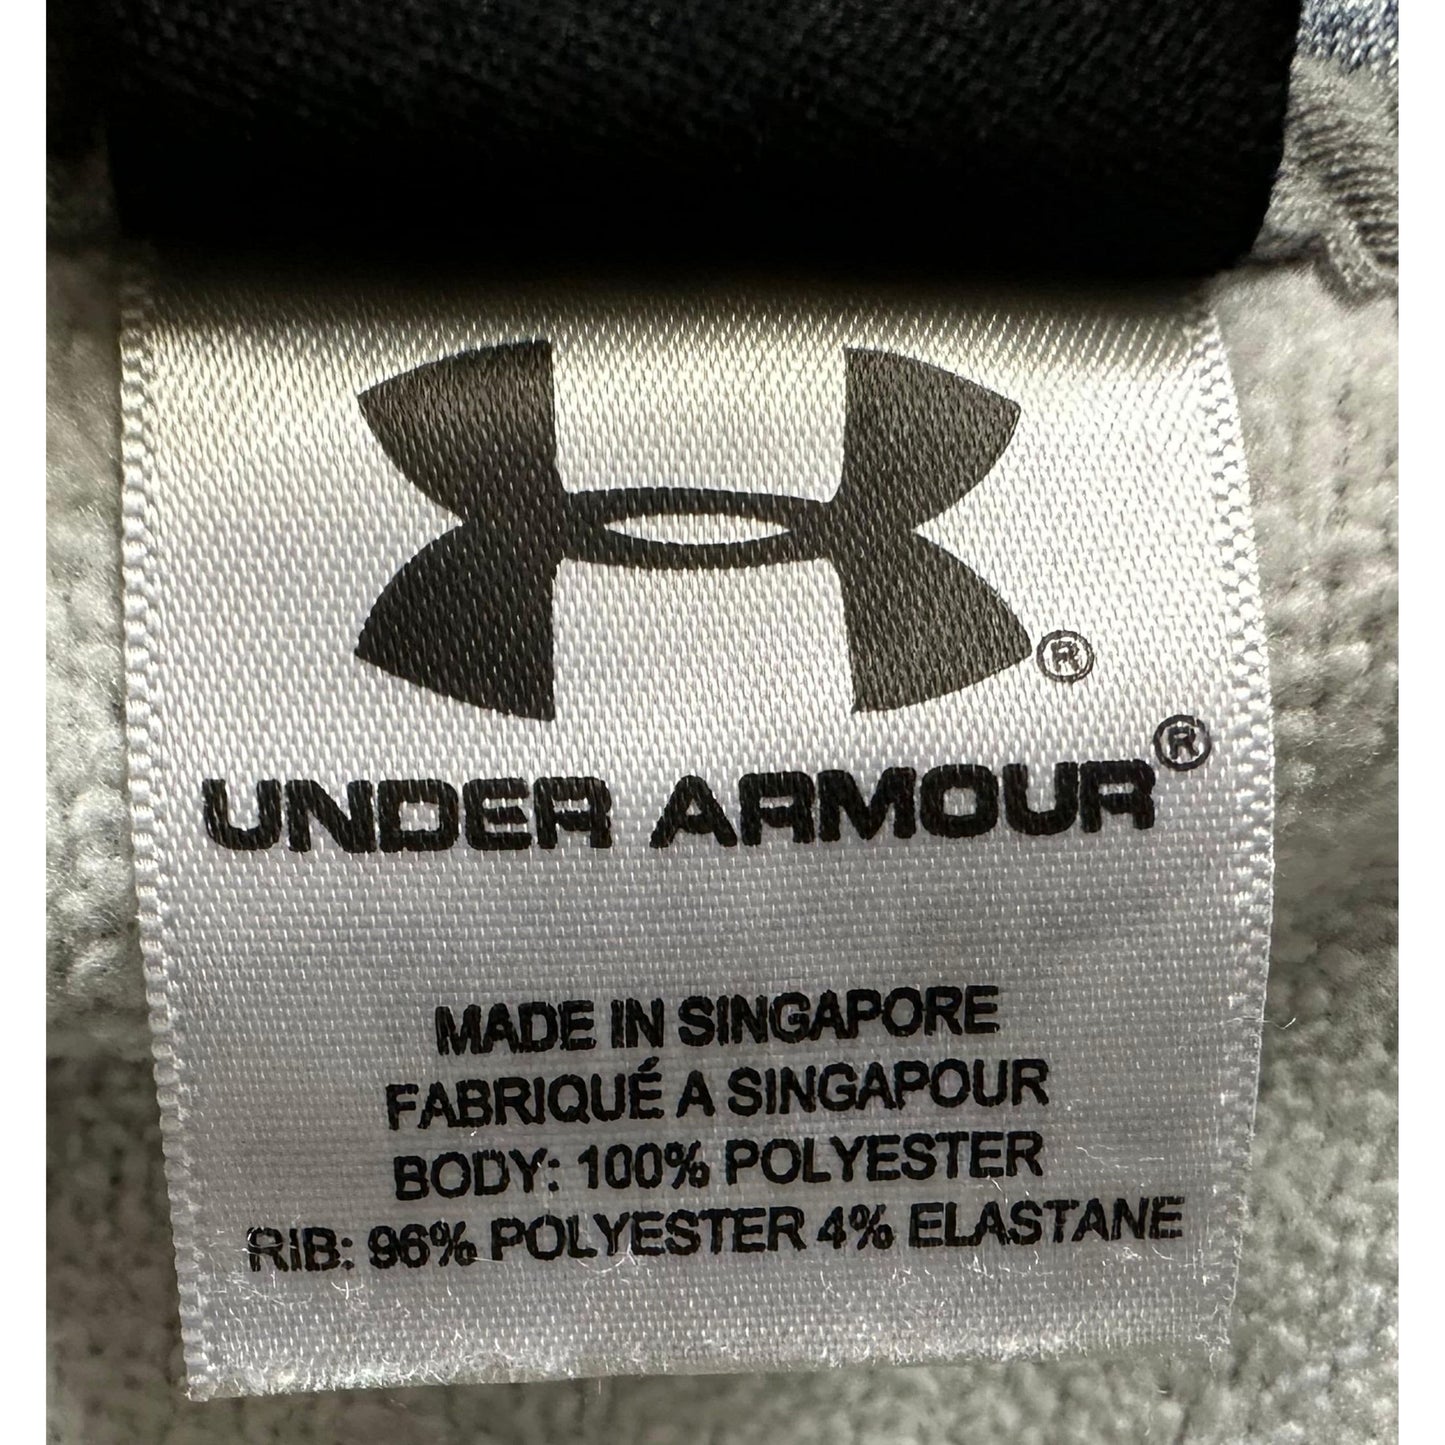 ®
UNDER ARMOUR®
MADE IN SINGAPORE
FABRIQUÉ A SINGAPOUR
BODY: 100% POLYESTER
RIB: 96% POLYESTER 4% ELASTANE